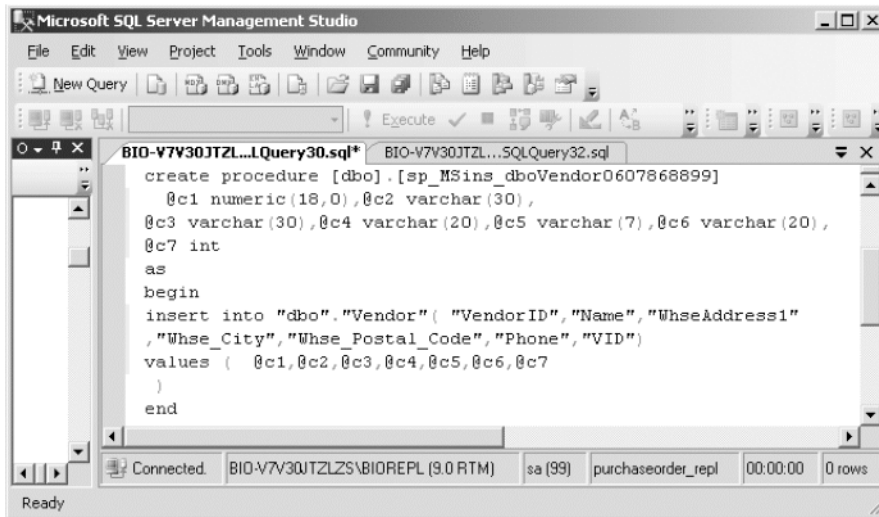 Microsoft SQL Server Management Studio
File Edit View Project Tools Window Community Help
New Query
Execute
BIO-V7V30JTZL...LQuery30.sql* BIO-V7V30JTZL...SQLQuery32.sql
create procedure [dbo].[sp_MSins_dboVendor0607868899]
@c1 numeric(18,0),@c2 varchar(30),
@c3 varchar(30),@c4 varchar(20),@c5 varchar(7),@c6 varchar(20),
@c7 int
as
begin
insert into "dbo"."Vendor"( "VendorID","Name","WhseAddress1"
,"Whse_City","Whse_Postal_Code","Phone","VID")
values ( @c1,@c2,@c3,@c4,@c5,@c6,@c7
)
end
Connected. BIO-V7V30JTZLZS\BIOREPL (9.0 RTM) sa (99) purchaseorder_repl 00:00:00 0 rows
Ready